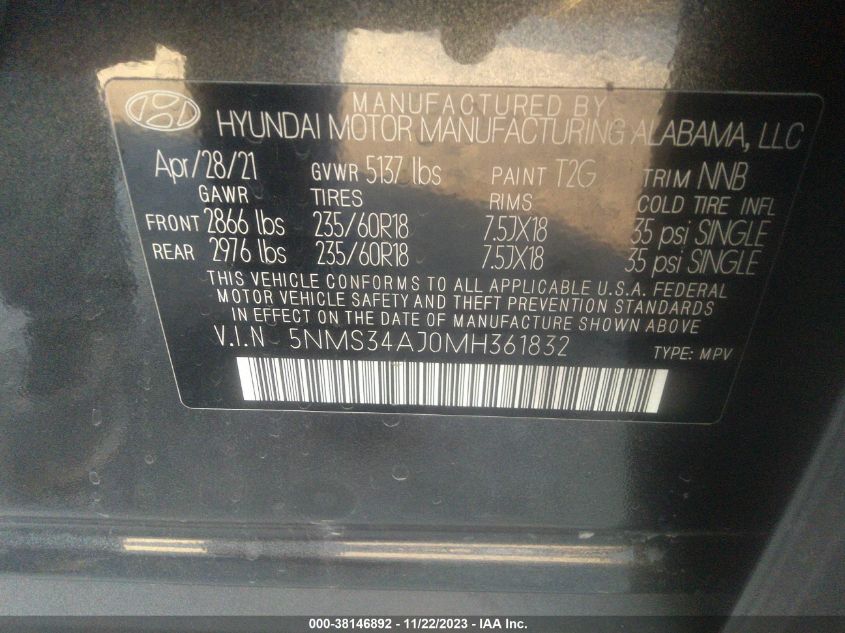 MANUFACTURED BY
HYUNDAI MOTOR MANUFACTURING ALABAMA, LLC
Apr/28/21 GVWR 5137 lbs PAINT T2G TRIM NNB
GAWR TIRES RIMS COLD TIRE INFL
FRONT 2866 lbs 235/60R18 7.5JX18 35 psi SINGLE
REAR 2976 lbs 235/60R18 7.5JX18 35 psi SINGLE
THIS VEHICLE CONFORMS TO ALL APPLICABLE U.S.A. FEDERAL
MOTOR VEHICLE SAFETY AND THEFT PREVENTION STANDARDS
IN EFFECT ON THE DATE OF MANUFACTURE SHOWN ABOVE
V.I.N 5NMS34AJ0MH361832 TYPE: MPV
000-38146892 - 11/22/2023 - IAA Inc.